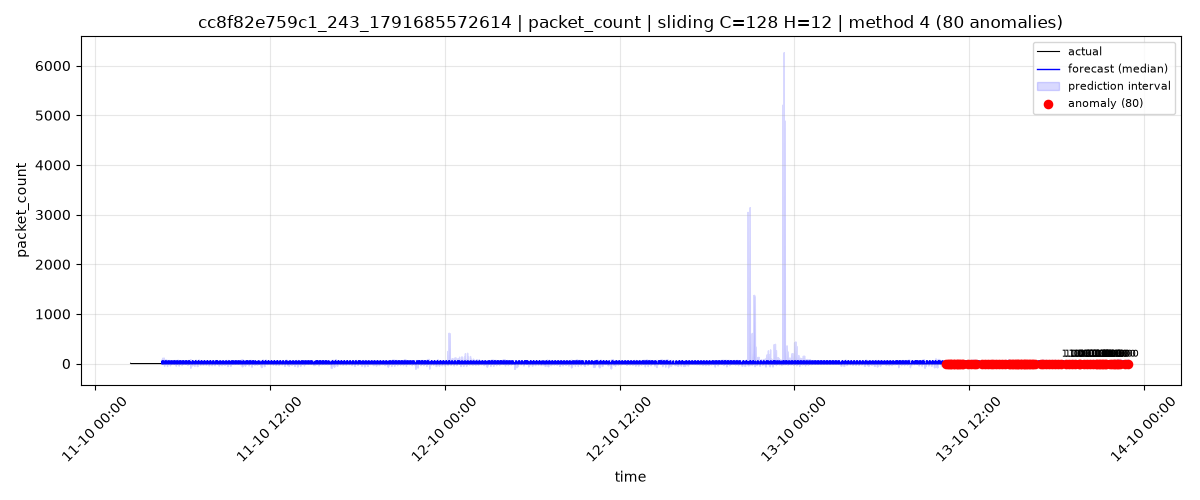 cc8f82e759c1_243_1791685572614 | packet_count | sliding C=128 H=12 | method 4 (80 anomalies)
actual
forecast (median)
prediction interval
anomaly (80)
packet_count
6000
5000
4000
3000
2000
1000
0
11-10 00:00
11-10 12:00
12-10 00:00
12-10 12:00
13-10 00:00
13-10 12:00
14-10 00:00
time